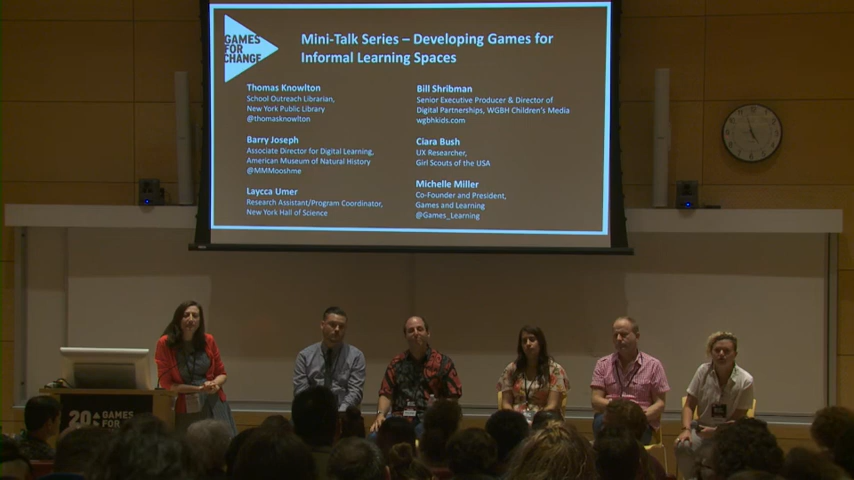 GAMES
FOR
CHANGE
Mini-Talk Series – Developing Games for
Informal Learning Spaces
Thomas Knowlton
School Outreach Librarian,
New York Public Library
@thomasknowlton
Barry Joseph
Associate Director for Digital Learning,
American Museum of Natural History
@MMMooshme
Laycca Umer
Research Assistant/Program Coordinator,
New York Hall of Science
Bill Shribman
Senior Executive Producer & Director of
Digital Partnerships, WGBH Children's Media
wgbhkids.com
Ciara Bush
UX Researcher,
Girl Scouts of the USA
Michelle Miller
Co-Founder and President,
Games and Learning
@Games_Learning
20
GAMES
FOR